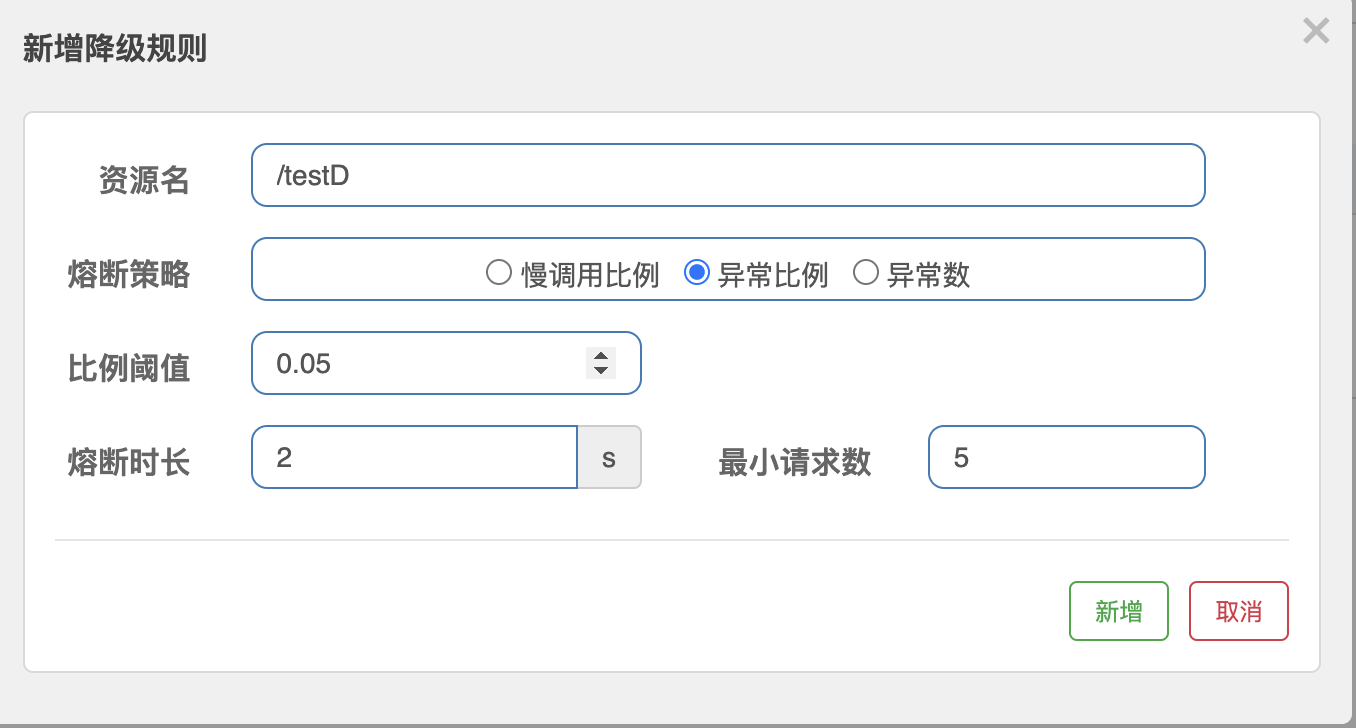 新增降级规则
×
资源名 /testD
熔断策略 慢调用比例 异常比例 异常数
比例阈值 0.05
熔断时长 2 s 最小请求数 5
新增 取消